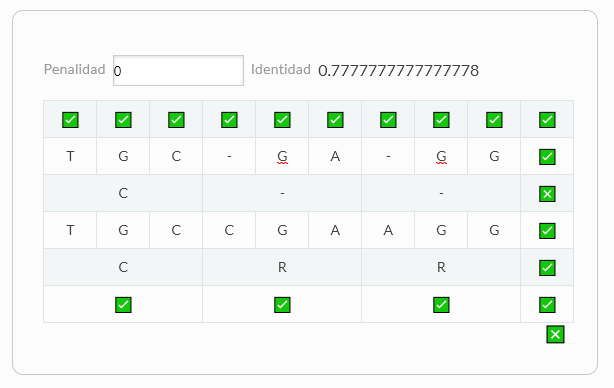 Penalidad 0 Identidad 0.7777777777777778
T G C - G A - G G
C - -
T G C C G A A G G
C R R